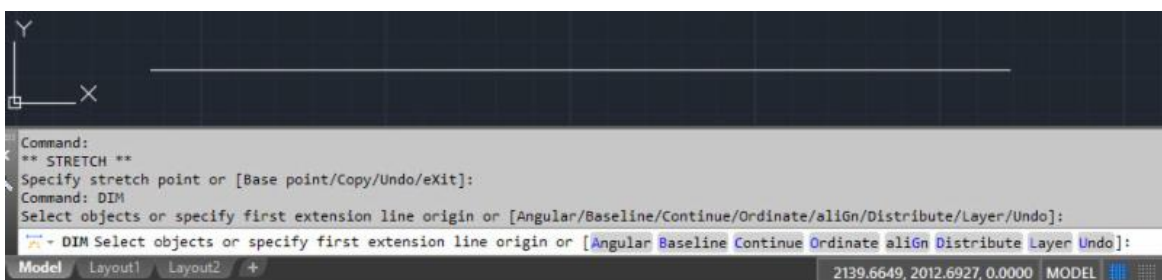 Y
X
Command:
** STRETCH **
Specify stretch point or [Base point/Copy/Undo/eXit]:
Command: DIM
Select objects or specify first extension line origin or [Angular/Baseline/Continue/Ordinate/aliGn/Distribute/Layer/Undo]:
DIM Select objects or specify first extension line origin or [Angular Baseline Continue Ordinate aliGn Distribute Layer Undo]:
Model Layout1 Layout2 + 2139.6649, 2012.6927, 0.0000 MODEL